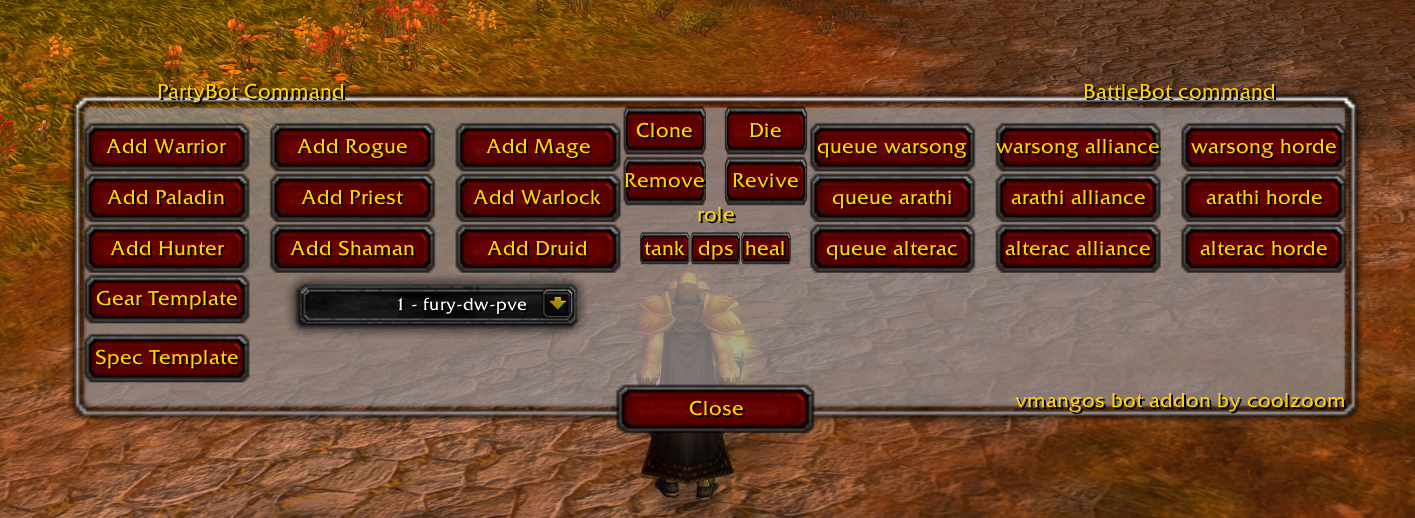 PartyBot Command
BattleBot command
Add Warrior
Add Rogue
Add Mage
Clone
Die
queue warsong
warsong alliance
warsong horde
Add Paladin
Add Priest
Add Warlock
Remove
Revive
queue arathi
arathi alliance
arathi horde
role
Add Hunter
Add Shaman
Add Druid
tank
dps
heal
queue alterac
alterac alliance
alterac horde
Gear Template
1 - fury-dw-pve
Spec Template
Close
vmangos bot addon by coolzoom